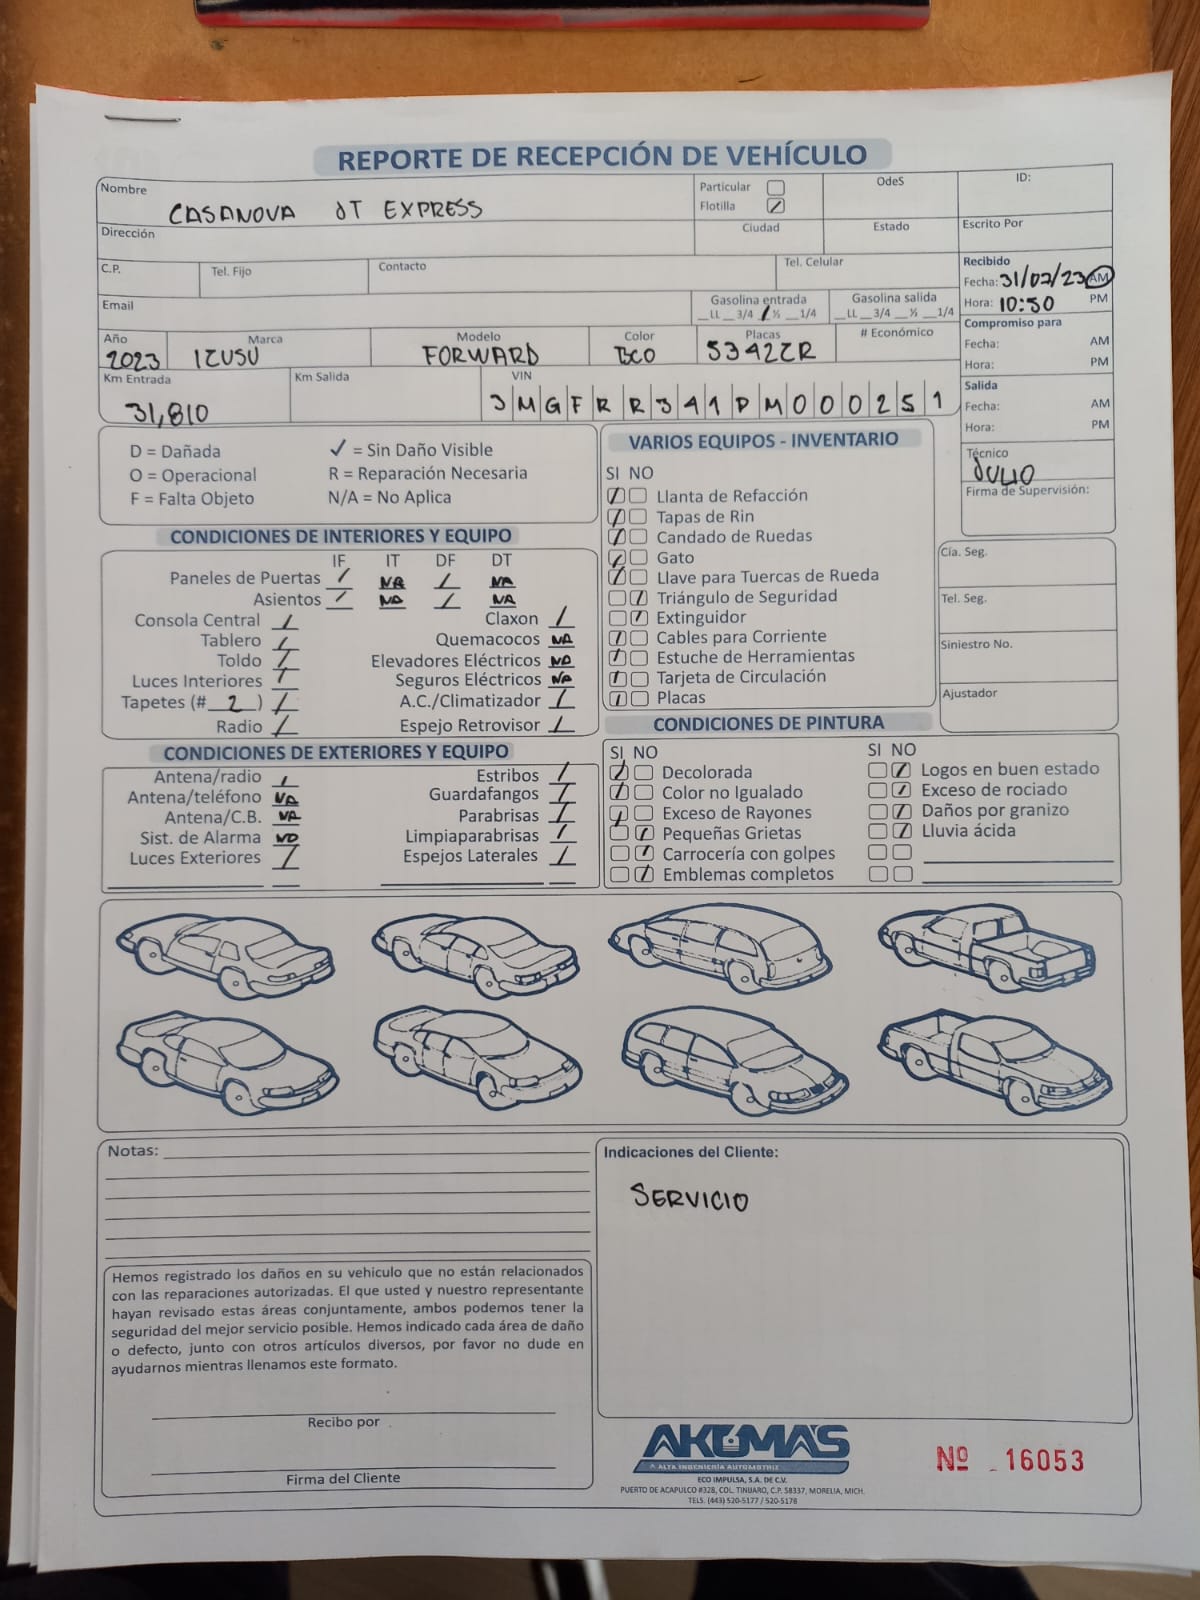 REPORTE DE RECEPCIÓN DE VEHÍCULO
Nombre
CASANOVA JT EXPRESS
Particular
Flotilla
OdeS
ID:
Dirección
Ciudad
Estado
Escrito Por
C.P.
Tel. Fijo
Contacto
Tel. Celular
Recibido
Fecha: 31/07/23 AM
Hora: 10:50 PM
Email
Gasolina entrada
__LL __3/4 __½ __1/4
Gasolina salida
__LL __3/4 __½ __1/4
Compromiso para
Fecha: AM
Hora: PM
Año
2023
Marca
IZUSU
Modelo
FORWARD
Color
BCO
Placas
5342ZR
# Económico
Km Entrada
31,810
Km Salida
VIN
3MGFRR341PM000251
Salida
Fecha: AM
Hora: PM
Técnico
JULIO
Firma de Supervisión:
D = Dañada
✓ = Sin Daño Visible
O = Operacional
R = Reparación Necesaria
F = Falta Objeto
N/A = No Aplica
VARIOS EQUIPOS - INVENTARIO
SI NO
Llanta de Refacción
Tapas de Rin
Candado de Ruedas
Gato
Llave para Tuercas de Rueda
Triángulo de Seguridad
Extinguidor
Cables para Corriente
Estuche de Herramientas
Tarjeta de Circulación
Placas
Cía. Seg.
Tel. Seg.
Siniestro No.
Ajustador
CONDICIONES DE INTERIORES Y EQUIPO
IF IT DF DT
Paneles de Puertas / NA / NA
Asientos / NA / NA
Consola Central /
Claxon /
Tablero /
Quemacocos NA
Toldo /
Elevadores Eléctricos NA
Luces Interiores /
Seguros Eléctricos NA
Tapetes (# 2 ) /
A.C./Climatizador /
Radio /
Espejo Retrovisor /
CONDICIONES DE EXTERIORES Y EQUIPO
Antena/radio /
Estribos /
Antena/teléfono NA
Guardafangos /
Antena/C.B. NA
Parabrisas /
Sist. de Alarma NA
Limpiaparabrisas /
Luces Exteriores /
Espejos Laterales /
CONDICIONES DE PINTURA
SI NO
SI NO
Decolorada
Logos en buen estado
Color no Igualado
Exceso de rociado
Exceso de Rayones
Daños por granizo
Pequeñas Grietas
Lluvia ácida
Carrocería con golpes
Emblemas completos
Notas:
Indicaciones del Cliente:
SERVICIO
Hemos registrado los daños en su vehiculo que no están relacionados
con las reparaciones autorizadas. El que usted y nuestro representante
hayan revisado estas áreas conjuntamente, ambos podemos tener la
seguridad del mejor servicio posible. Hemos indicado cada área de daño
o defecto, junto con otros artículos diversos, por favor no dude en
ayudarnos mientras llenamos este formato.
Recibo por
Firma del Cliente
AKUMA'S
ALTA INGENIERÍA AUTOMOTRIZ
ECO IMPULSA, S.A. DE C.V.
PUERTO DE ACAPULCO #328, COL. TINIJARO, C.P. 58337, MORELIA, MICH.
TELS. (443) 520-5177 / 520-5178
Nº 16053